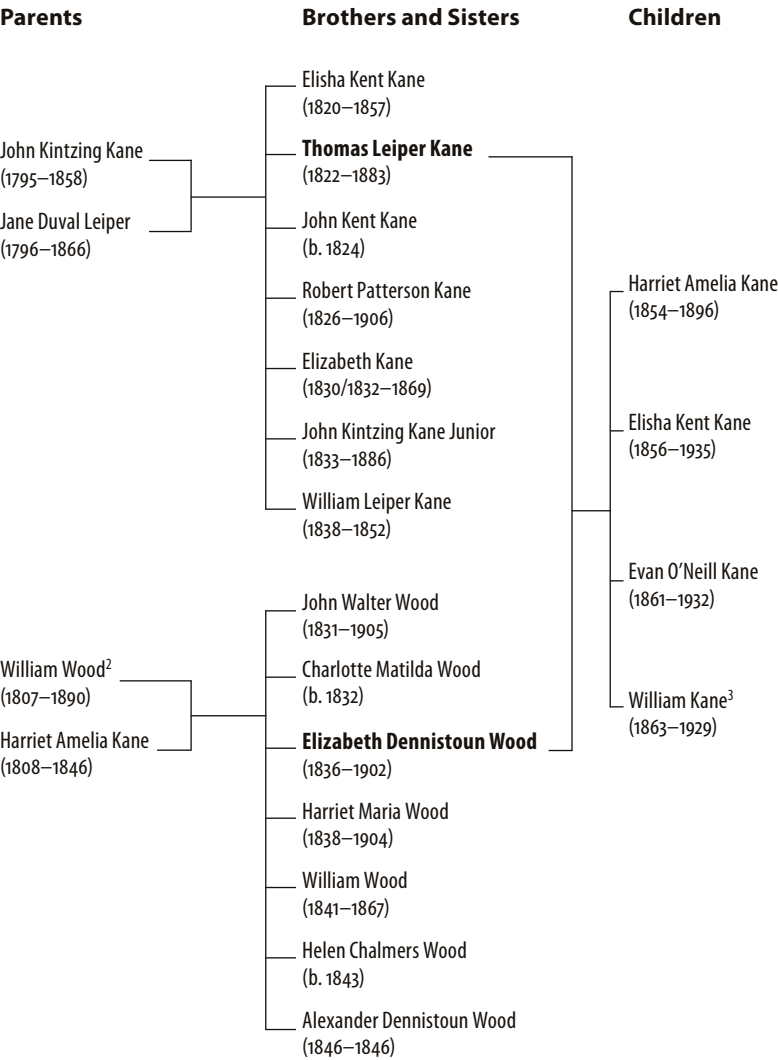 Parents
Brothers and Sisters
Children
Elisha Kent Kane
(1820–1857)
John Kintzing Kane
(1795–1858)
Thomas Leiper Kane
(1822–1883)
Jane Duval Leiper
(1796–1866)
John Kent Kane
(b. 1824)
Robert Patterson Kane
(1826–1906)
Elizabeth Kane
(1830/1832–1869)
John Kintzing Kane Junior
(1833–1886)
William Leiper Kane
(1838–1852)
John Walter Wood
(1831–1905)
William Wood²
(1807–1890)
Charlotte Matilda Wood
(b. 1832)
Harriet Amelia Kane
(1808–1846)
Elizabeth Dennistoun Wood
(1836–1902)
Harriet Maria Wood
(1838–1904)
William Wood
(1841–1867)
Helen Chalmers Wood
(b. 1843)
Alexander Dennistoun Wood
(1846–1846)
Harriet Amelia Kane
(1854–1896)
Elisha Kent Kane
(1856–1935)
Evan O’Neill Kane
(1861–1932)
William Kane³
(1863–1929)